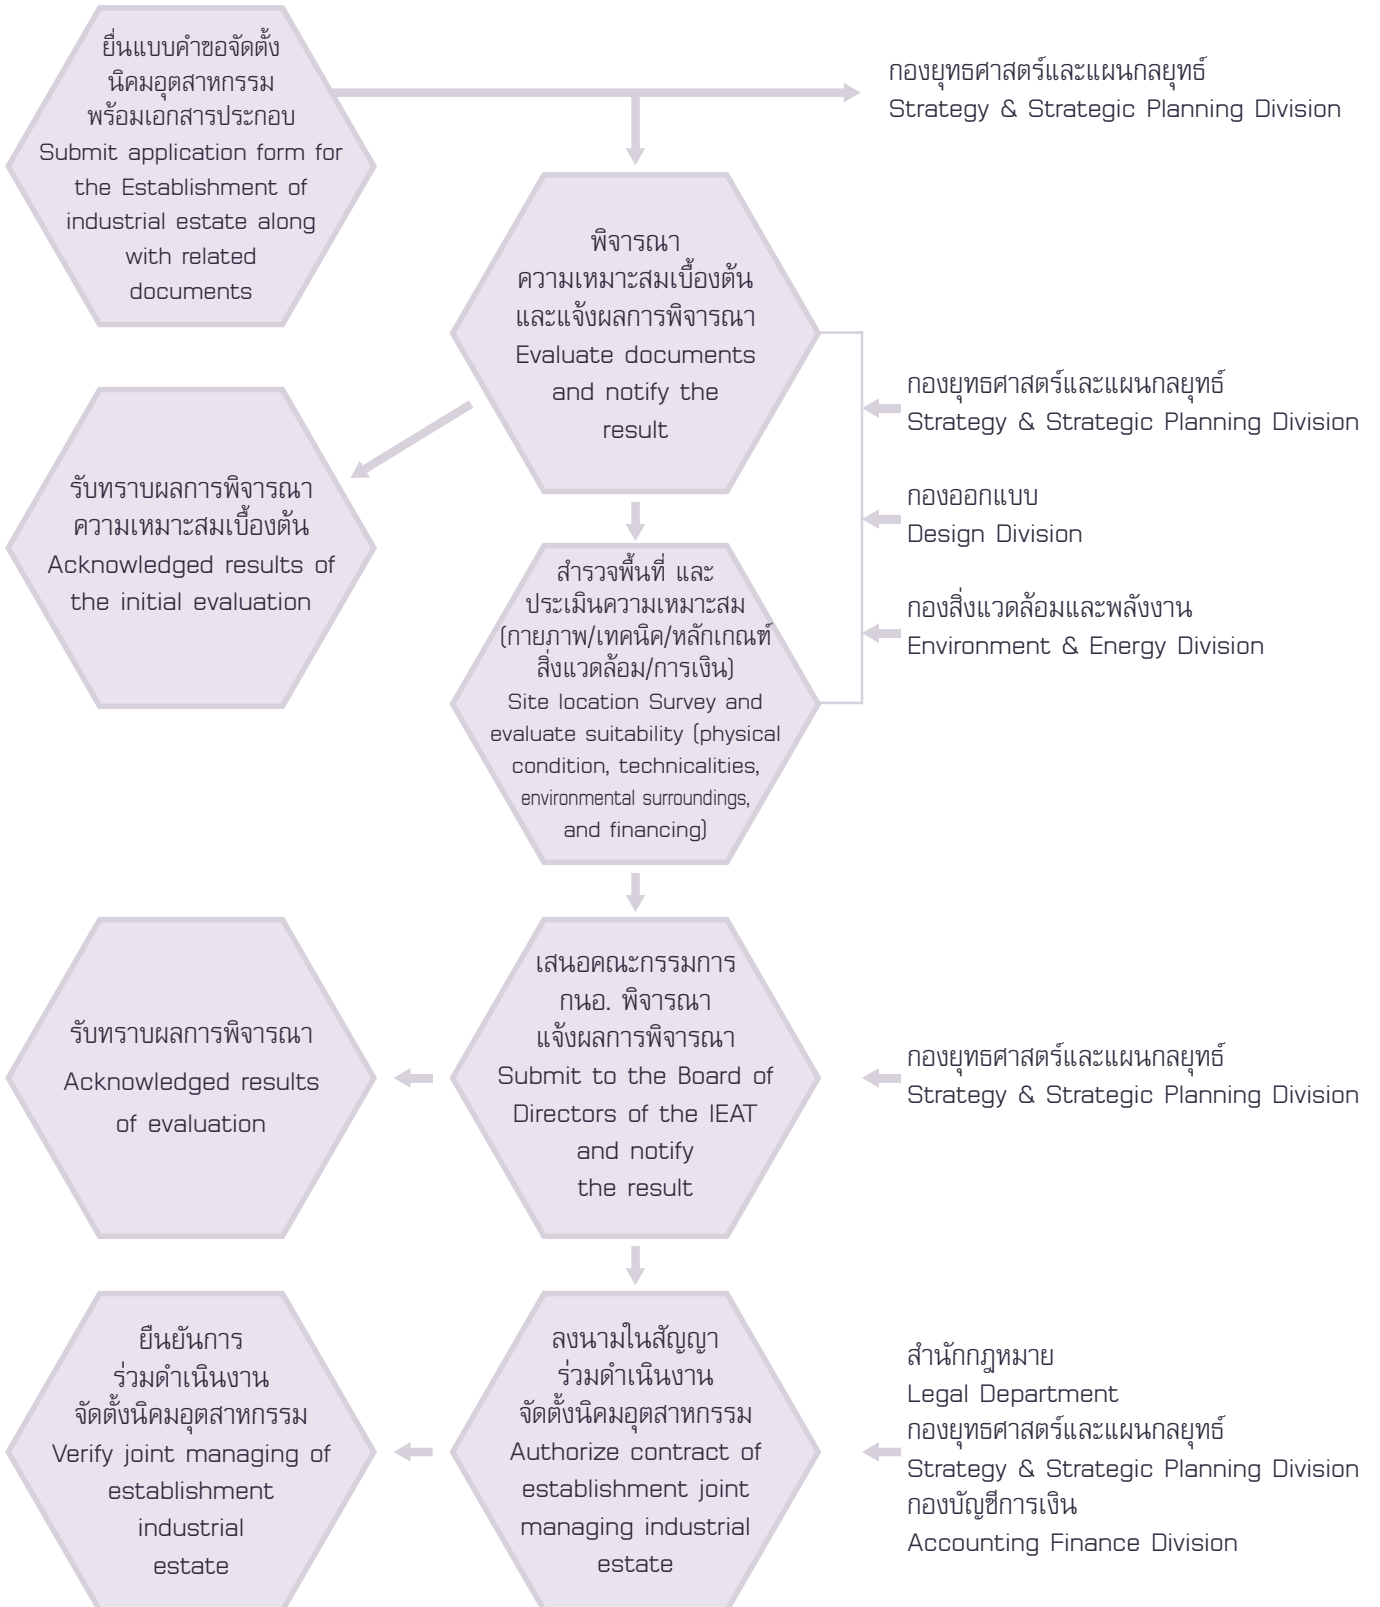 ยื่นแบบคำขอจัดตั้ง
นิคมอุตสาหกรรม
พร้อมเอกสารประกอบ
Submit application form for
the Establishment of
industrial estate along
with related
documents
กองยุทธศาสตร์และแผนกลยุทธ์
Strategy & Strategic Planning Division
พิจารณา
ความเหมาะสมเบื้องต้น
และแจ้งผลการพิจารณา
Evaluate documents
and notify the
result
กองยุทธศาสตร์และแผนกลยุทธ์
Strategy & Strategic Planning Division
กองออกแบบ
Design Division
กองสิ่งแวดล้อมและพลังงาน
Environment & Energy Division
รับทราบผลการพิจารณา
ความเหมาะสมเบื้องต้น
Acknowledged results of
the initial evaluation
สำรวจพื้นที่ และ
ประเมินความเหมาะสม
(กายภาพ/เทคนิค/หลักเกณฑ์
สิ่งแวดล้อม/การเงิน)
Site location Survey and
evaluate suitability (physical
condition, technicalities,
environmental surroundings,
and financing)
รับทราบผลการพิจารณา
Acknowledged results
of evaluation
เสนอคณะกรรมการ
กนอ. พิจารณา
แจ้งผลการพิจารณา
Submit to the Board of
Directors of the IEAT
and notify
the result
กองยุทธศาสตร์และแผนกลยุทธ์
Strategy & Strategic Planning Division
ยืนยันการ
ร่วมดำเนินงาน
จัดตั้งนิคมอุตสาหกรรม
Verify joint managing of
establishment
industrial
estate
ลงนามในสัญญา
ร่วมดำเนินงาน
จัดตั้งนิคมอุตสาหกรรม
Authorize contract of
establishment joint
managing industrial
estate
สำนักกฎหมาย
Legal Department
กองยุทธศาสตร์และแผนกลยุทธ์
Strategy & Strategic Planning Division
กองบัญชีการเงิน
Accounting Finance Division